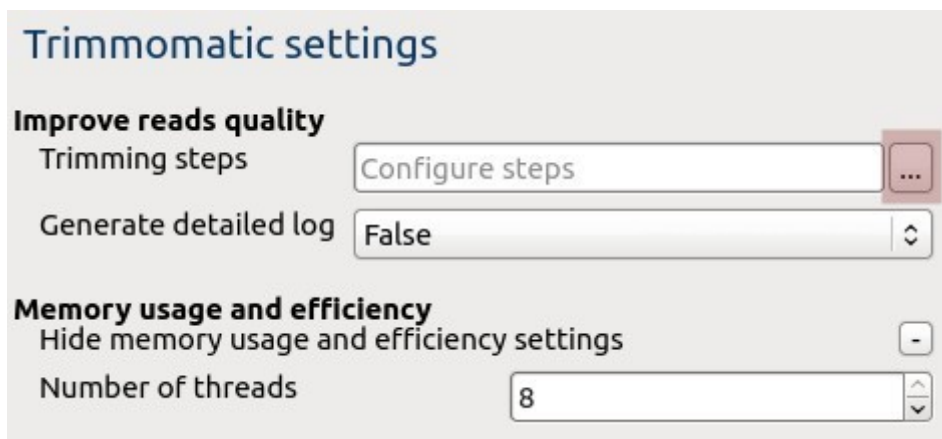 Trimmomatic settings
Improve reads quality
Trimming steps Configure steps ...
Generate detailed log False
Memory usage and efficiency
Hide memory usage and efficiency settings -
Number of threads 8